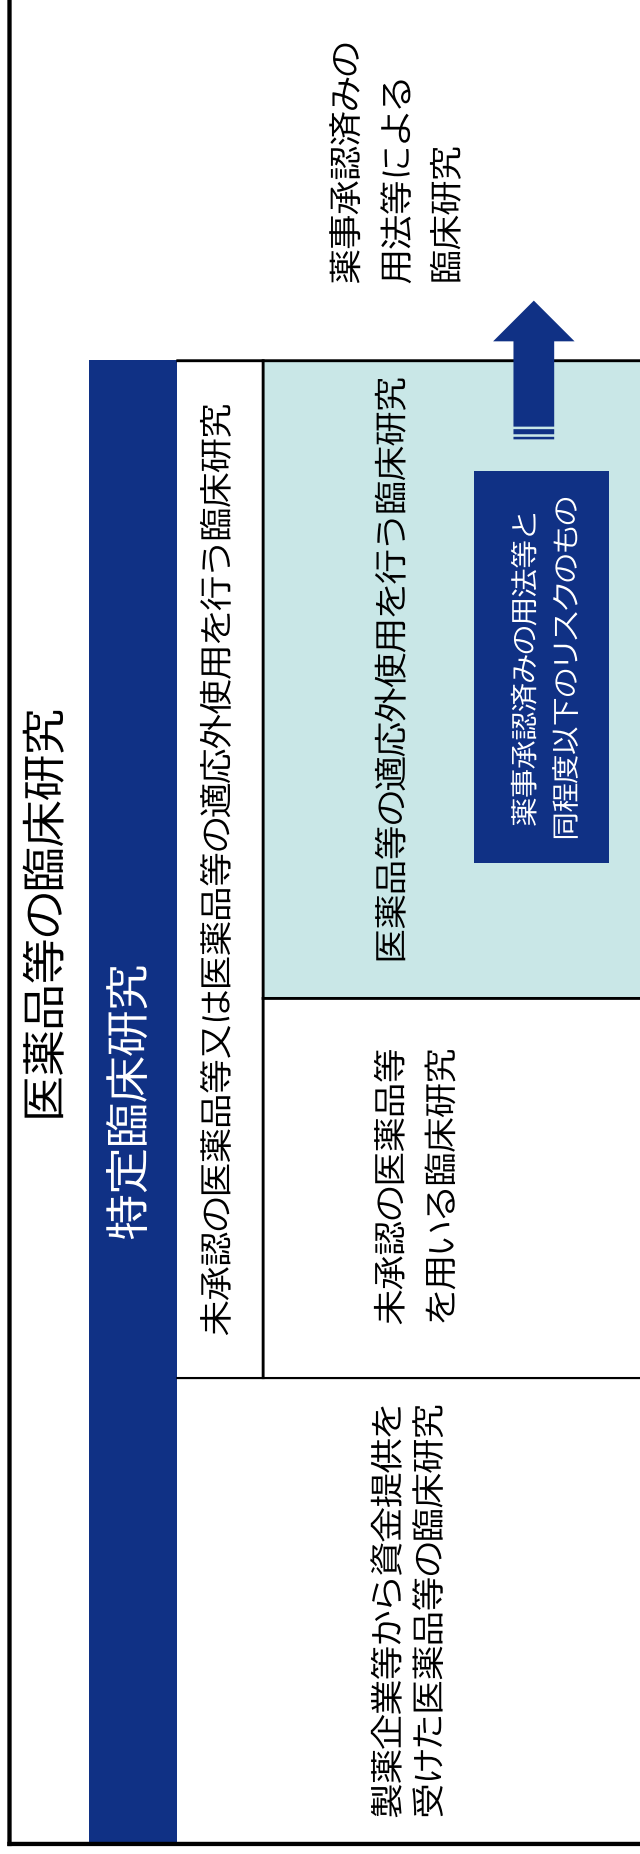 医薬品等の臨床研究
特定臨床研究
製薬企業等から資金提供を
受けた医薬品等の臨床研究
未承認の医薬品等又は医薬品等の適応外使用を行う臨床研究
未承認の医薬品等
を用いる臨床研究
医薬品等の適応外使用を行う臨床研究
薬事承認済みの用法等と
同程度以下のリスクのもの
薬事承認済みの
用法等による
臨床研究